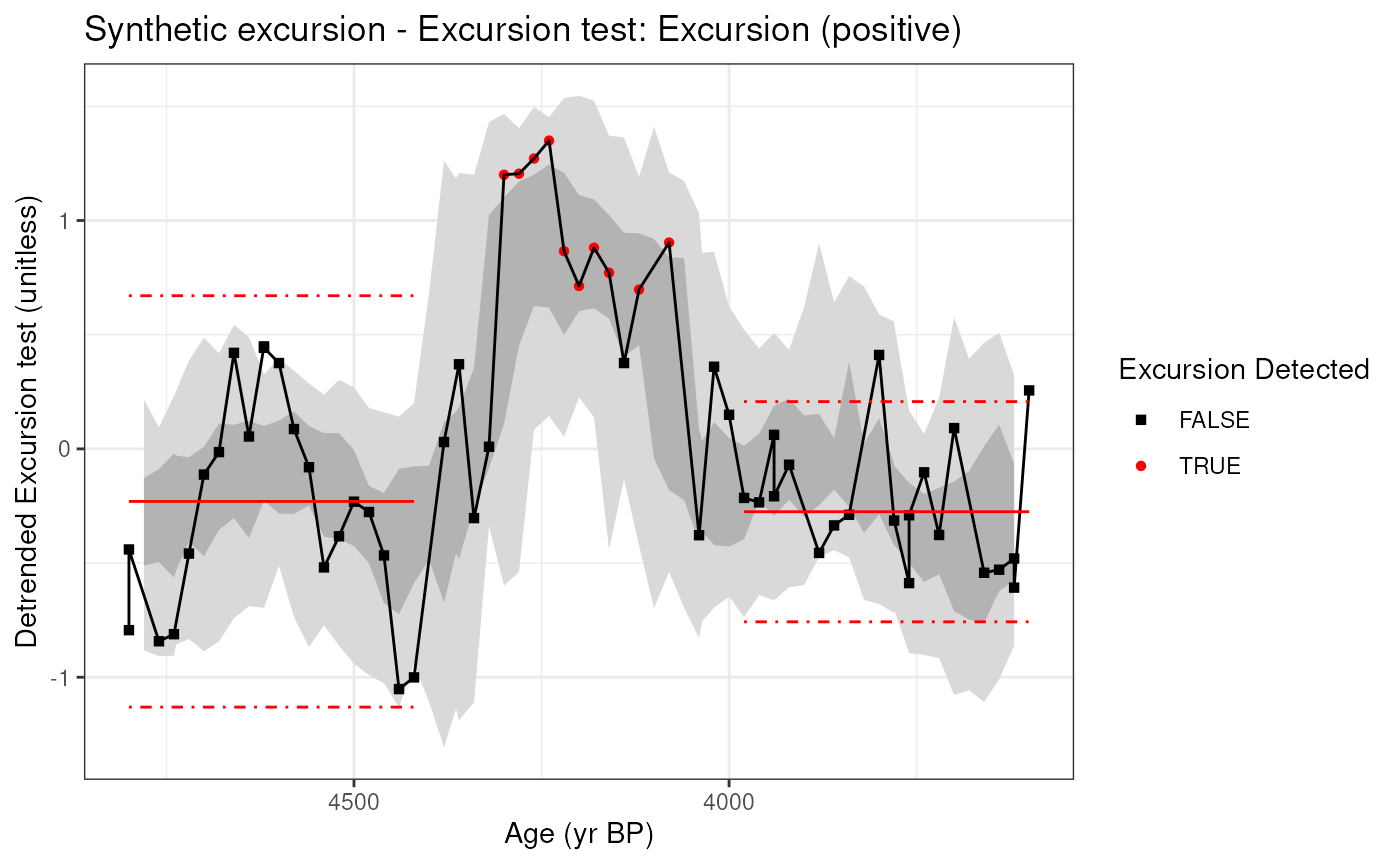 Synthetic excursion - Excursion test: Excursion (positive)
Detrended Excursion test (unitless)
1
0
-1
4500
4000
Age (yr BP)
Excursion Detected
FALSE
TRUE